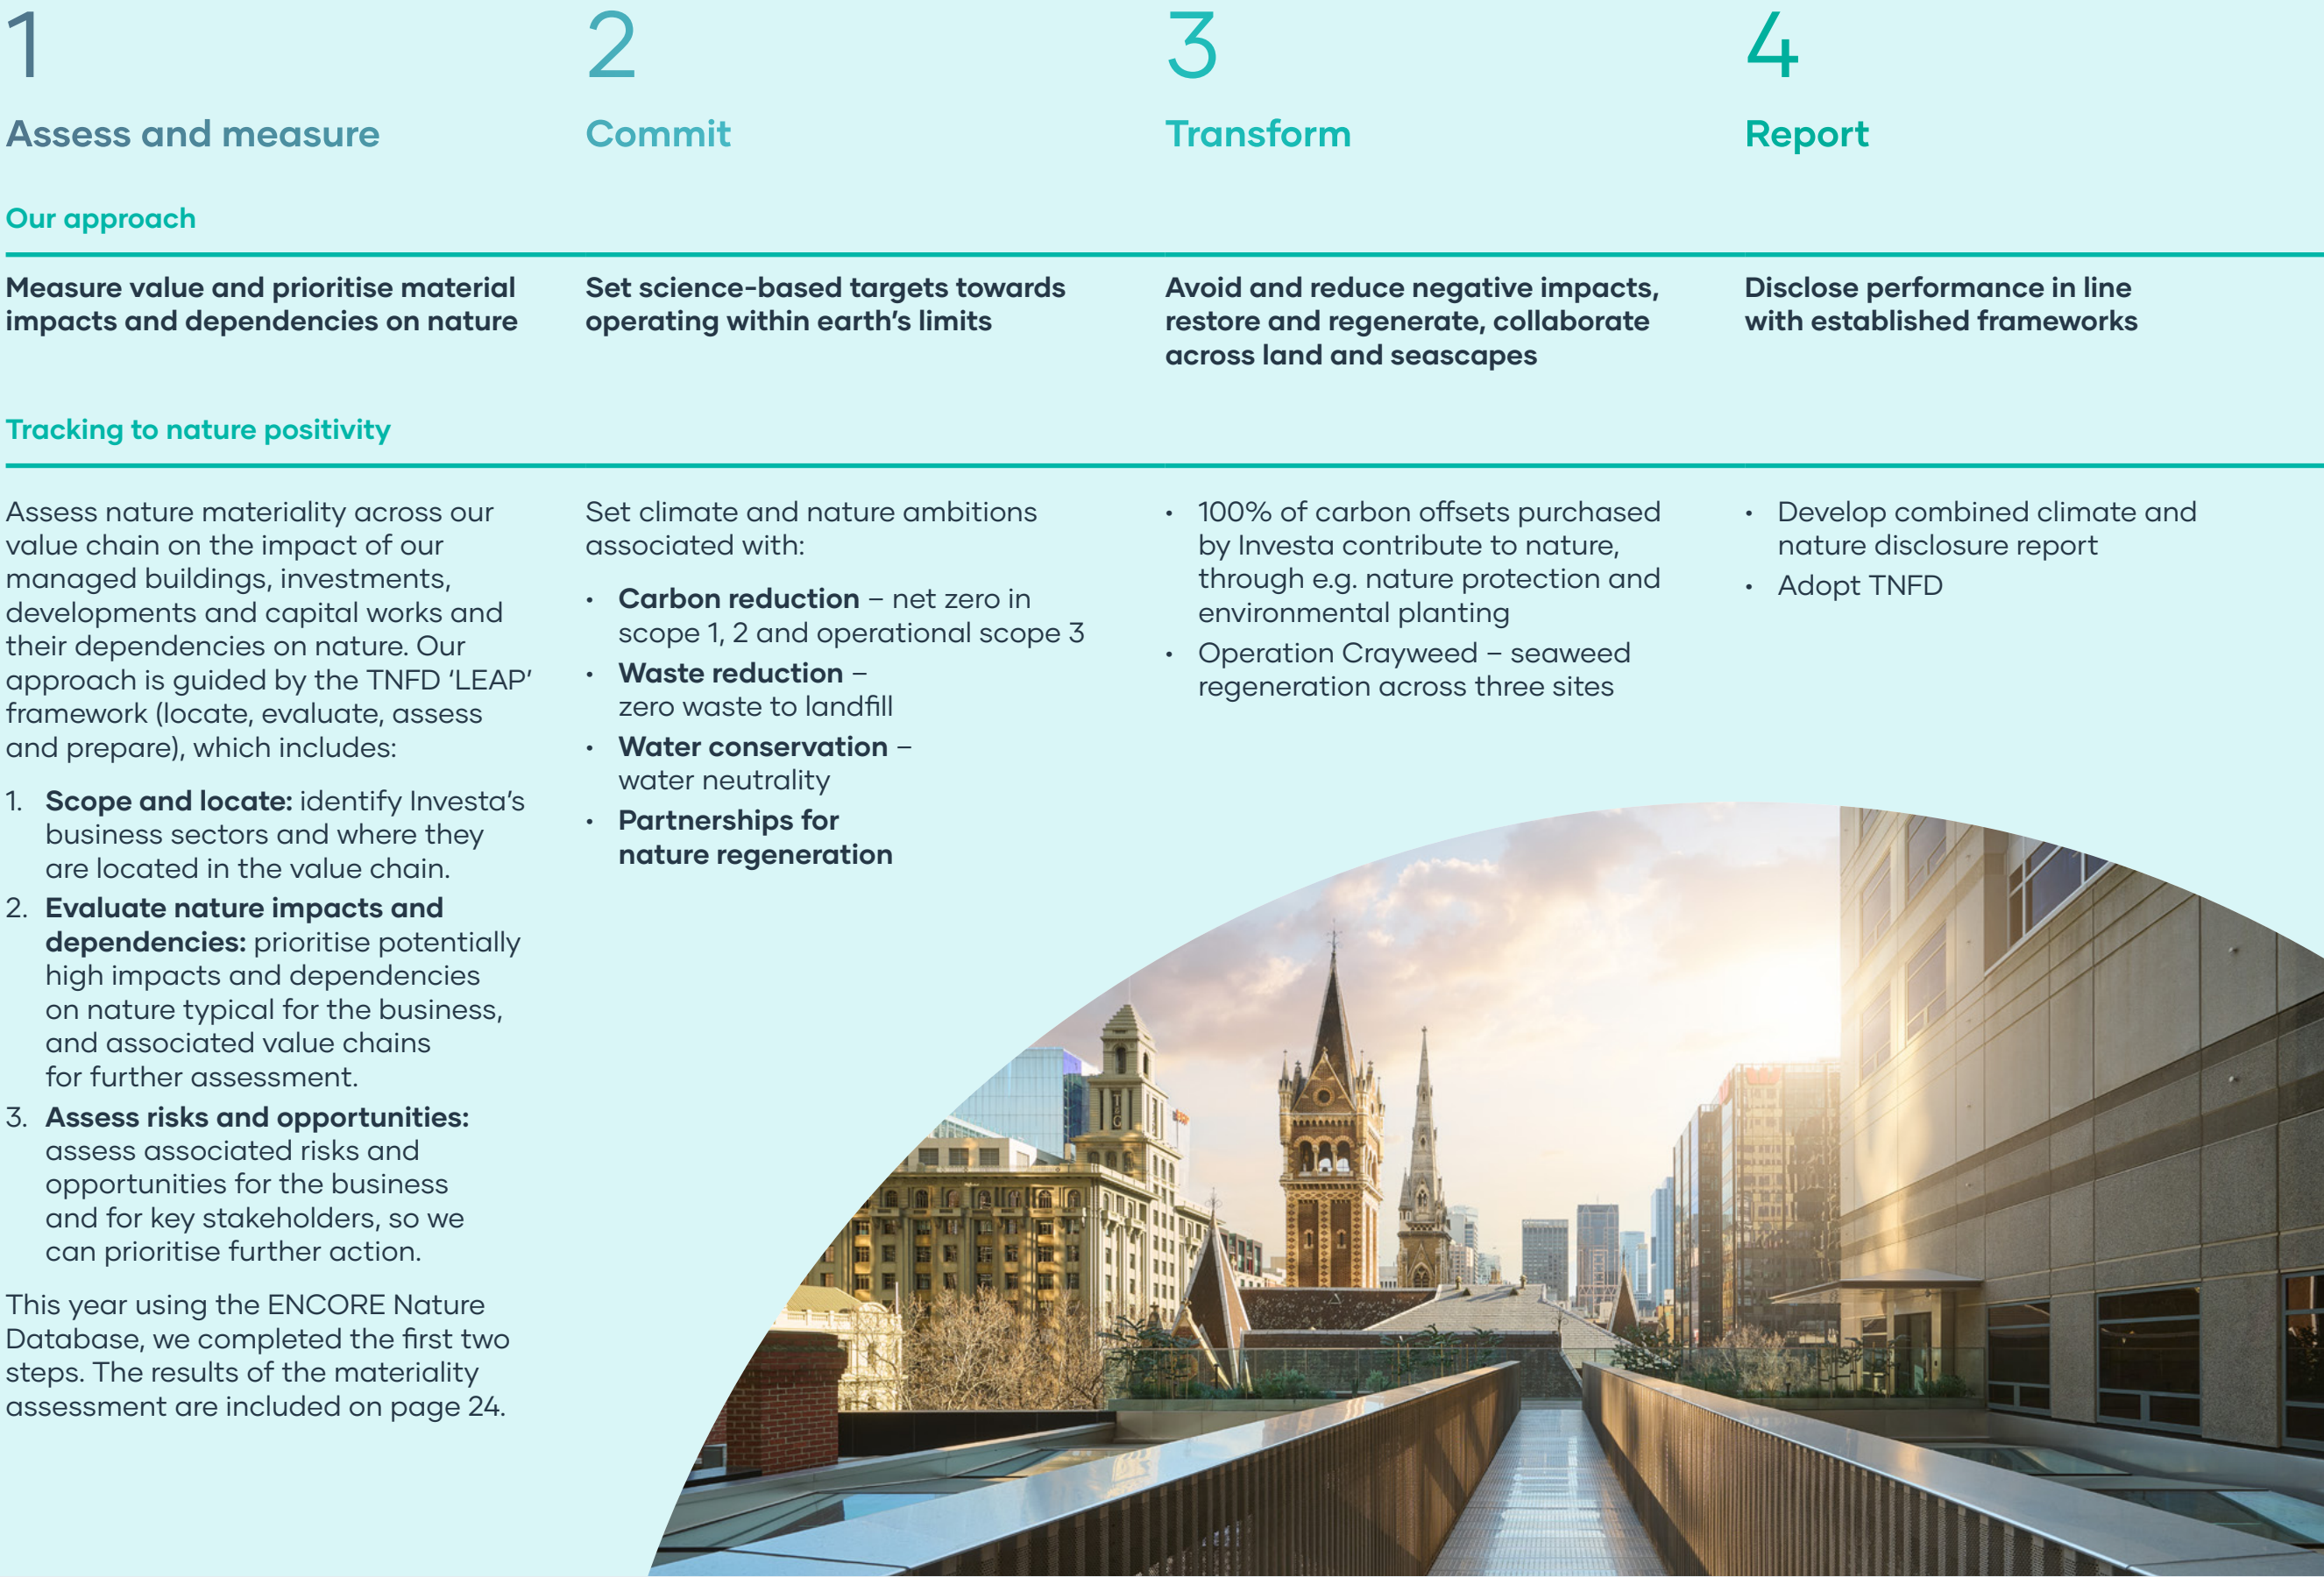 1
Assess and measure
2
Commit
3
Transform
4
Report
Our approach
Measure value and prioritise material
impacts and dependencies on nature
Set science-based targets towards
operating within earth's limits
Avoid and reduce negative impacts,
restore and regenerate, collaborate
across land and seascapes
Disclose performance in line
with established frameworks
Tracking to nature positivity
Assess nature materiality across our
value chain on the impact of our
managed buildings, investments,
developments and capital works and
their dependencies on nature. Our
approach is guided by the TNFD ‘LEAP’
framework (locate, evaluate, assess
and prepare), which includes:
1. Scope and locate: identify Investa’s
business sectors and where they
are located in the value chain.
2. Evaluate nature impacts and
dependencies: prioritise potentially
high impacts and dependencies
on nature typical for the business,
and associated value chains
for further assessment.
3. Assess risks and opportunities:
assess associated risks and
opportunities for the business
and for key stakeholders, so we
can prioritise further action.
This year using the ENCORE Nature
Database, we completed the first two
steps. The results of the materiality
assessment are included on page 24.
Set climate and nature ambitions
associated with:
• Carbon reduction – net zero in
scope 1, 2 and operational scope 3
• Waste reduction –
zero waste to landfill
• Water conservation –
water neutrality
• Partnerships for
nature regeneration
• 100% of carbon offsets purchased
by Investa contribute to nature,
through e.g. nature protection and
environmental planting
• Operation Crayweed – seaweed
regeneration across three sites
• Develop combined climate and
nature disclosure report
• Adopt TNFD
T&G